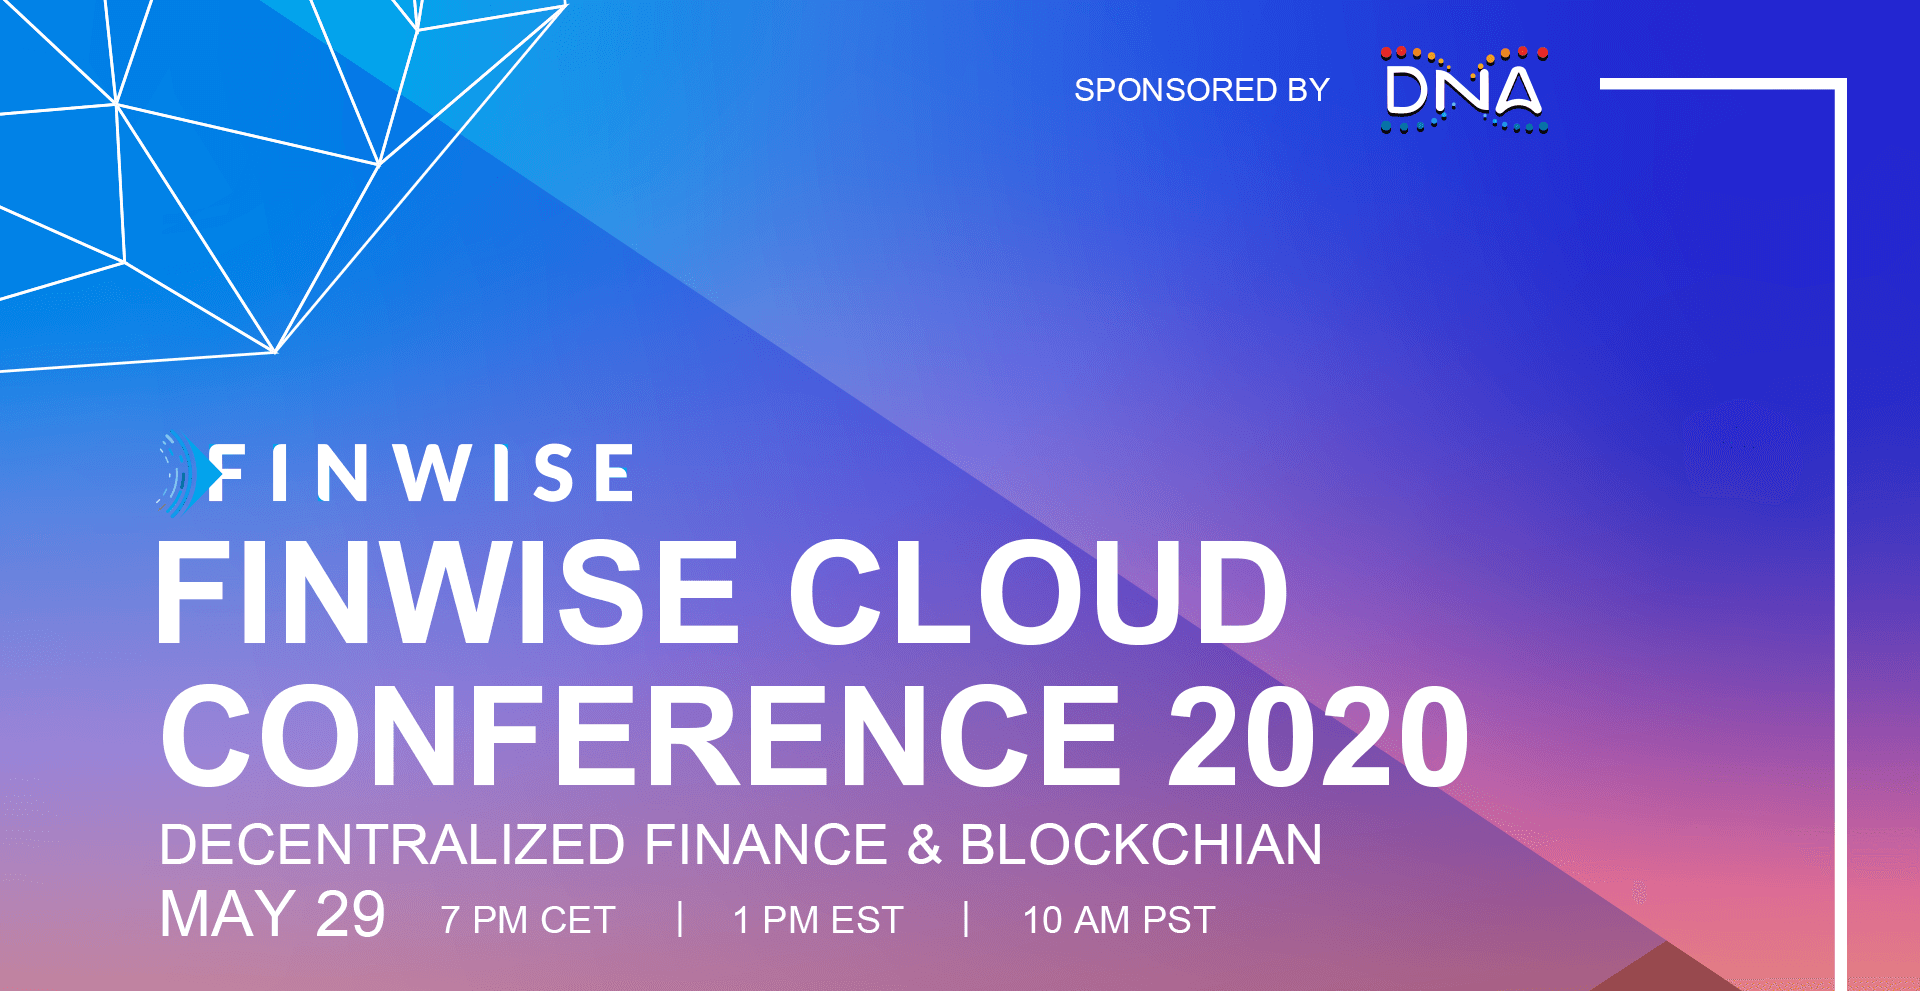 SPONSORED BY DNA
FINWISE
FINWISE CLOUD
CONFERENCE 2020
DECENTRALIZED FINANCE & BLOCKCHIAN
MAY 29 7 PM CET | 1 PM EST | 10 AM PST